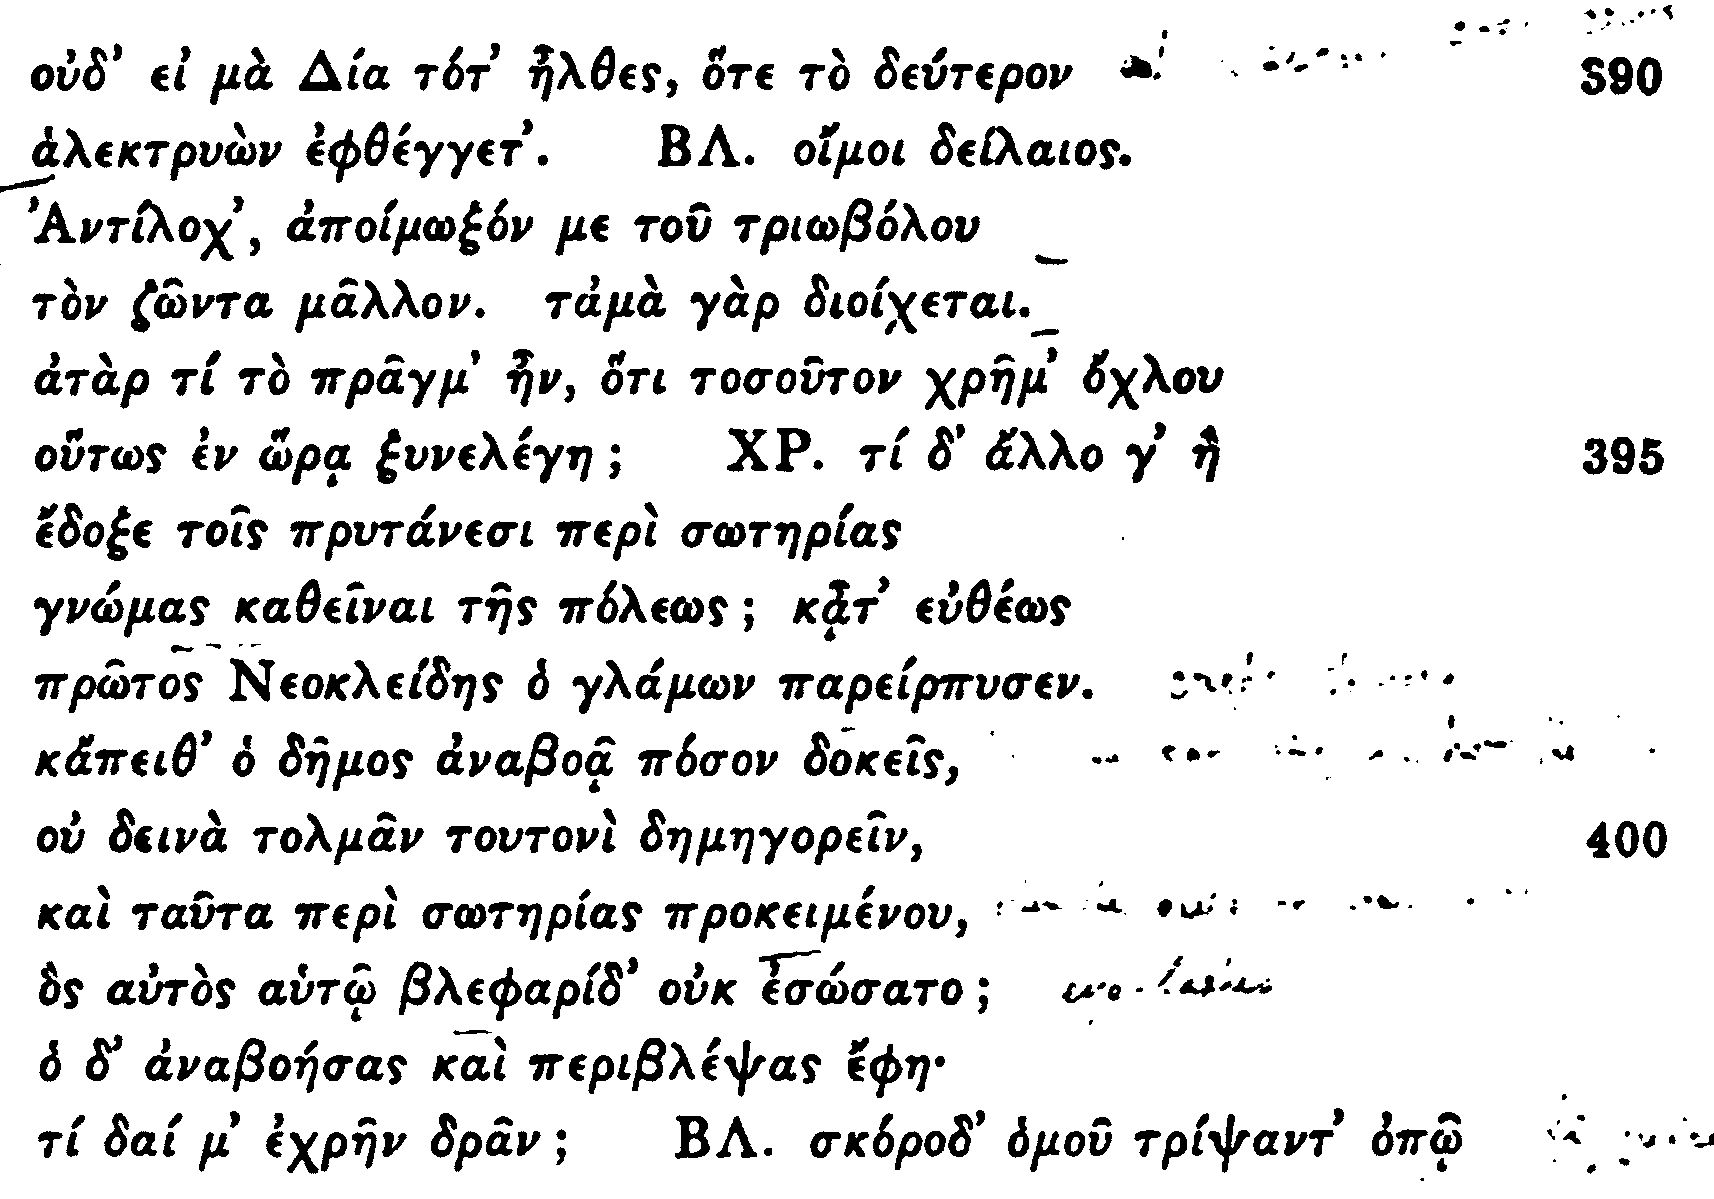 οὐδ’ εἰ μὰ Δία τότ’ ἦλθες, ὅτε τὸ δεύτερον 390
ἁλεκτρυὼν ἐφθέγγετ’. ΒΛ. οἴμοι δείλαιος.
Ἀντίλοχ’, ἀποίμωξόν με τοῦ τριωβόλου
τὸν ζῶντα μᾶλλον. τἀμὰ γὰρ διοίχεται.
ἀτὰρ τί τὸ πρᾶγμ’ ἦν, ὅτι τοσοῦτον χρῆμ’ ὄχλου
οὕτως ἐν ὥρᾳ ξυνελέγη; ΧΡ. τί δ’ ἄλλο γ’ ἢ 395
ἔδοξε τοῖς πρυτάνεσι περὶ σωτηρίας
γνώμας καθεῖναι τῆς πόλεως; κᾆτ’ εὐθέως
πρῶτος Νεοκλείδης ὁ γλάμων παρείρπυσεν.
κἄπειθ’ ὁ δῆμος ἀναβοᾷ πόσον δοκεῖς,
οὐ δεινὰ τολμᾶν τουτονὶ δημηγορεῖν, 400
καὶ ταῦτα περὶ σωτηρίας προκειμένου,
ὃς αὐτὸς αὑτῷ βλεφαρίδ’ οὐκ ἐσώσατο;
ὁ δ’ ἀναβοήσας καὶ περιβλέψας ἔφη·
τί δαί μ’ ἐχρῆν δρᾶν; ΒΛ. σκόροδ’ ὁμοῦ τρίψαντ’ ὀπῷ